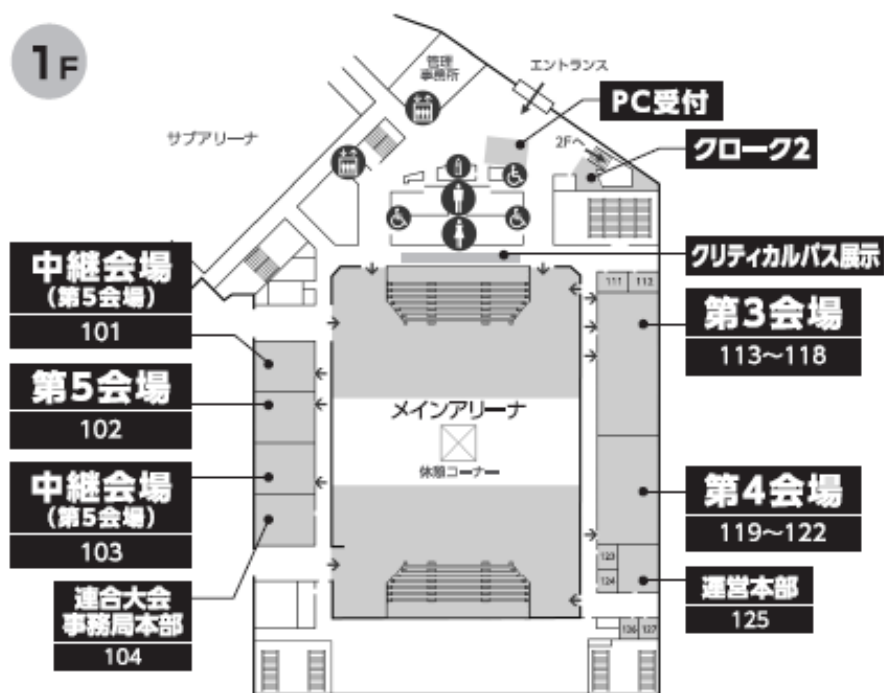 1F
管理
事務所
エントランス
PC受付
サブアリーナ
2Fへ
クローク2
中継会場
(第5会場)
101
クリティカルパス展示
111
112
第3会場
113～118
第5会場
102
メインアリーナ
休憩コーナー
中継会場
(第5会場)
103
第4会場
119～122
123
124
連合大会
事務局本部
104
運営本部
125
126
127